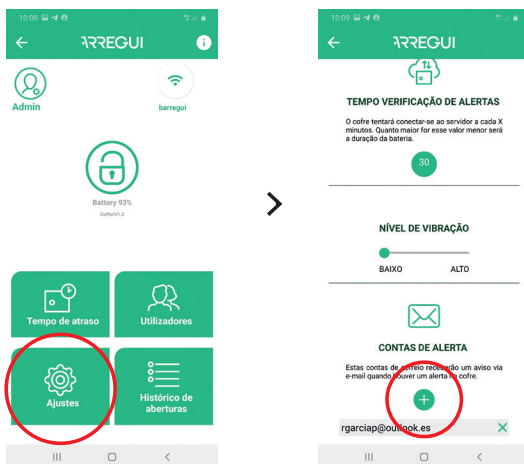 10:08
ARREGUI
i
Admin
barregui
Battery 93%
CofferV1.2
Tempo de atraso
Utilizadores
Ajustes
Histórico de
aberturas
10:09
ARREGUI
TEMPO VERIFICAÇÃO DE ALERTAS
O cofre tentará conectar-se ao servidor a cada X
minutos. Quanto maior for esse valor menor será
a duração da bateria.
30
NÍVEL DE VIBRAÇÃO
BAIXO ALTO
CONTAS DE ALERTA
Estas contas de correio receberão um aviso via
e-mail quando houver um alerta no cofre.
rgarciap@outlook.es